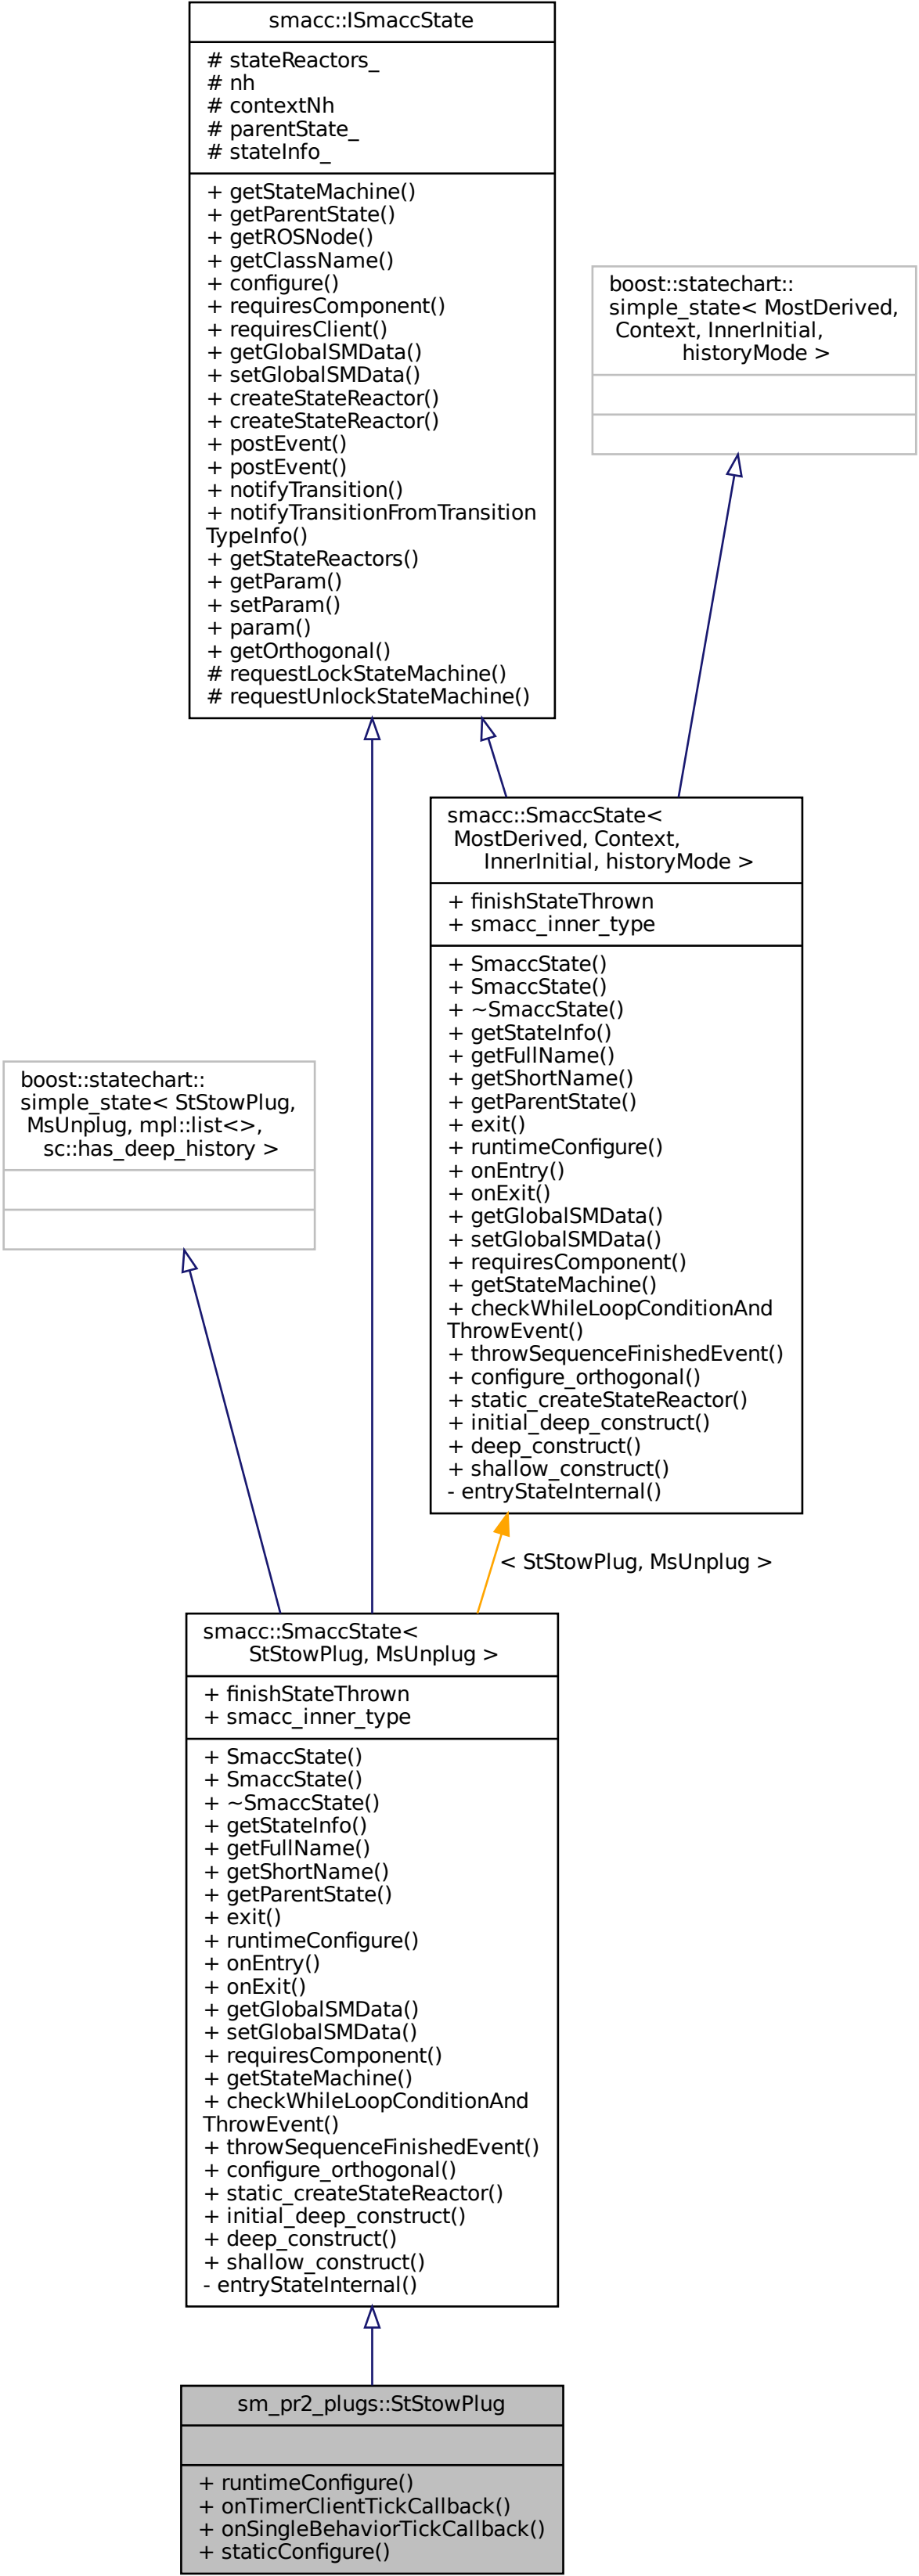 smacc::ISmaccState
# stateReactors_
# nh
# contextNh
# parentState_
# stateInfo_
+ getStateMachine()
+ getParentState()
+ getROSNode()
+ getClassName()
+ configure()
+ requiresComponent()
+ requiresClient()
+ getGlobalSMData()
+ setGlobalSMData()
+ createStateReactor()
+ createStateReactor()
+ postEvent()
+ postEvent()
+ notifyTransition()
+ notifyTransitionFromTransition
TypeInfo()
+ getStateReactors()
+ getParam()
+ setParam()
+ param()
+ getOrthogonal()
# requestLockStateMachine()
# requestUnlockStateMachine()
boost::statechart::
simple_state< MostDerived,
Context, InnerInitial,
historyMode >
smacc::SmaccState<
MostDerived, Context,
InnerInitial, historyMode >
+ finishStateThrown
+ smacc_inner_type
+ SmaccState()
+ SmaccState()
+ ~SmaccState()
+ getStateInfo()
+ getFullName()
+ getShortName()
+ getParentState()
+ exit()
+ runtimeConfigure()
+ onEntry()
+ onExit()
+ getGlobalSMData()
+ setGlobalSMData()
+ requiresComponent()
+ getStateMachine()
+ checkWhileLoopConditionAnd
ThrowEvent()
+ throwSequenceFinishedEvent()
+ configure_orthogonal()
+ static_createStateReactor()
+ initial_deep_construct()
+ deep_construct()
+ shallow_construct()
- entryStateInternal()
boost::statechart::
simple_state< StStowPlug,
MsUnplug, mpl::list<>,
sc::has_deep_history >
< StStowPlug, MsUnplug >
smacc::SmaccState<
StStowPlug, MsUnplug >
+ finishStateThrown
+ smacc_inner_type
+ SmaccState()
+ SmaccState()
+ ~SmaccState()
+ getStateInfo()
+ getFullName()
+ getShortName()
+ getParentState()
+ exit()
+ runtimeConfigure()
+ onEntry()
+ onExit()
+ getGlobalSMData()
+ setGlobalSMData()
+ requiresComponent()
+ getStateMachine()
+ checkWhileLoopConditionAnd
ThrowEvent()
+ throwSequenceFinishedEvent()
+ configure_orthogonal()
+ static_createStateReactor()
+ initial_deep_construct()
+ deep_construct()
+ shallow_construct()
- entryStateInternal()
sm_pr2_plugs::StStowPlug
+ runtimeConfigure()
+ onTimerClientTickCallback()
+ onSingleBehaviorTickCallback()
+ staticConfigure()